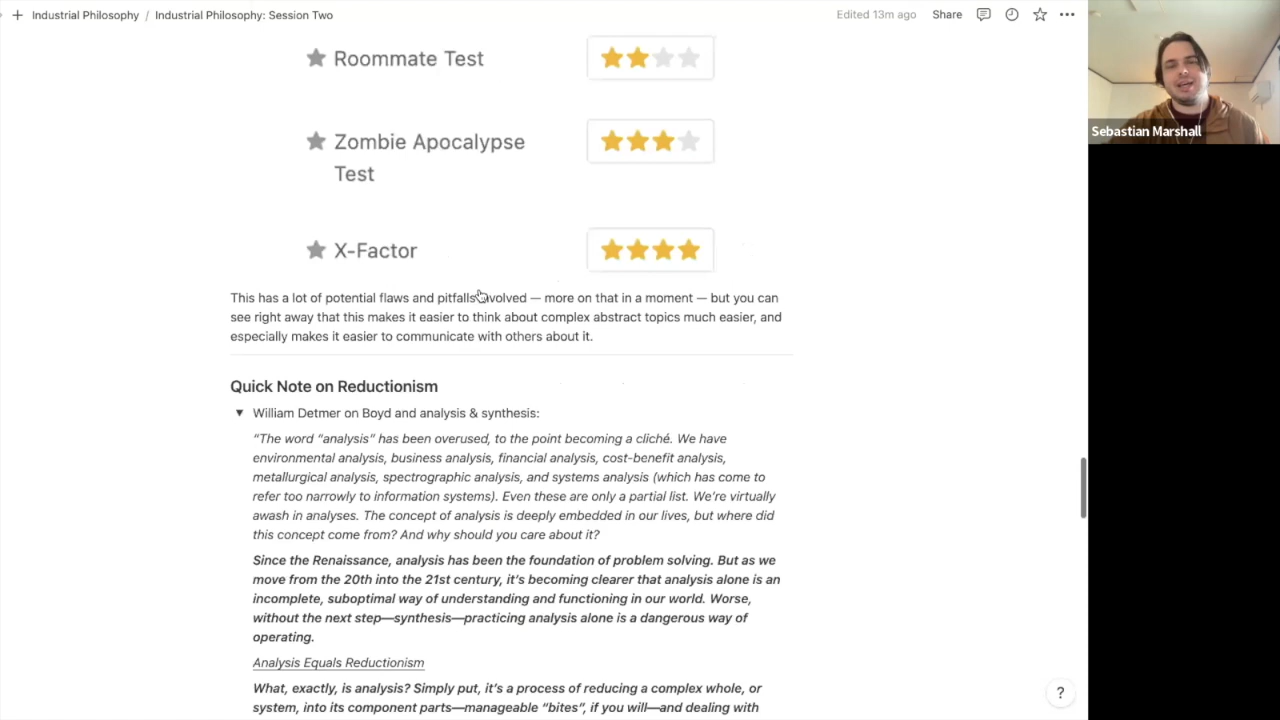 Industrial Philosophy / Industrial Philosophy: Session Two
Edited 13m ago
Share
Sebastian Marshall
Roommate Test
Zombie Apocalypse
Test
X-Factor
This has a lot of potential flaws and pitfalls involved — more on that in a moment — but you can
see right away that this makes it easier to think about complex abstract topics much easier, and
especially makes it easier to communicate with others about it.
Quick Note on Reductionism
William Detmer on Boyd and analysis & synthesis:
“The word “analysis” has been overused, to the point becoming a cliché. We have
environmental analysis, business analysis, financial analysis, cost-benefit analysis,
metallurgical analysis, spectrographic analysis, and systems analysis (which has come to
refer too narrowly to information systems). Even these are only a partial list. We’re virtually
awash in analyses. The concept of analysis is deeply embedded in our lives, but where did
this concept come from? And why should you care about it?
Since the Renaissance, analysis has been the foundation of problem solving. But as we
move from the 20th into the 21st century, it’s becoming clearer that analysis alone is an
incomplete, suboptimal way of understanding and functioning in our world. Worse,
without the next step—synthesis—practicing analysis alone is a dangerous way of
operating.
Analysis Equals Reductionism
What, exactly, is analysis? Simply put, it’s a process of reducing a complex whole, or
system, into its component parts—manageable “bites”, if you will—and dealing with
?